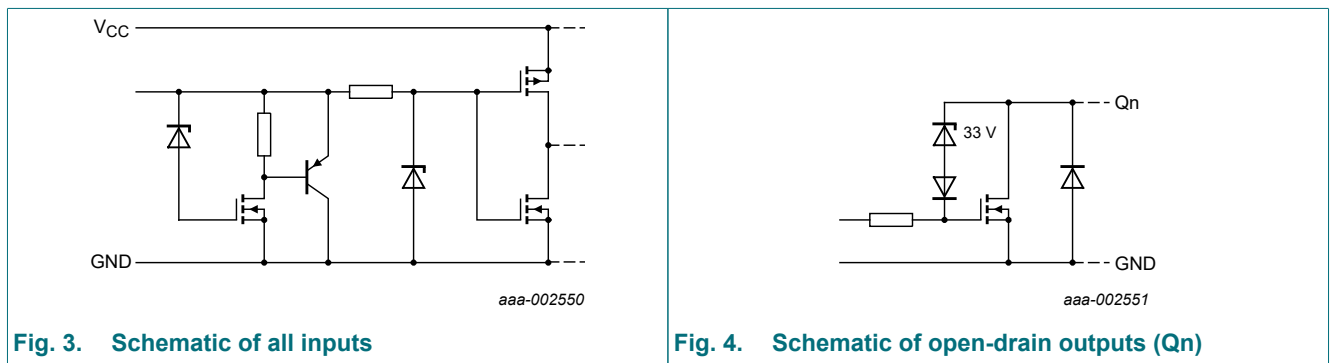 VCC
GND
aaa-002550
Fig. 3. Schematic of all inputs
Qn
33 V
GND
aaa-002551
Fig. 4. Schematic of open-drain outputs (Qn)